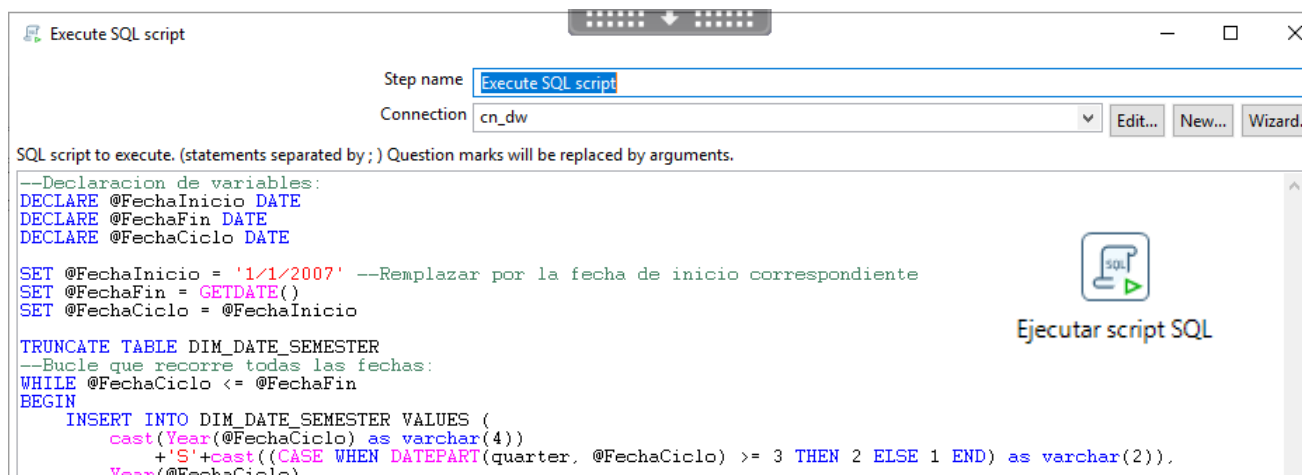 Execute SQL script
Step name Execute SQL script
Connection cn_dw Edit... New... Wizard.
SQL script to execute. (statements separated by ; ) Question marks will be replaced by arguments.
--Declaracion de variables:
DECLARE @FechaInicio DATE
DECLARE @FechaFin DATE
DECLARE @FechaCiclo DATE
SET @FechaInicio = '1/1/2007' --Remplazar por la fecha de inicio correspondiente
SET @FechaFin = GETDATE()
SET @FechaCiclo = @FechaInicio
SQL
Ejecutar script SQL
TRUNCATE TABLE DIM_DATE_SEMESTER
--Bucle que recorre todas las fechas:
WHILE @FechaCiclo <= @FechaFin
BEGIN
INSERT INTO DIM_DATE_SEMESTER VALUES (
cast(Year(@FechaCiclo) as varchar(4))
+'S'+cast((CASE WHEN DATEPART(quarter, @FechaCiclo) >= 3 THEN 2 ELSE 1 END) as varchar(2)),
Year(@FechaCiclo)